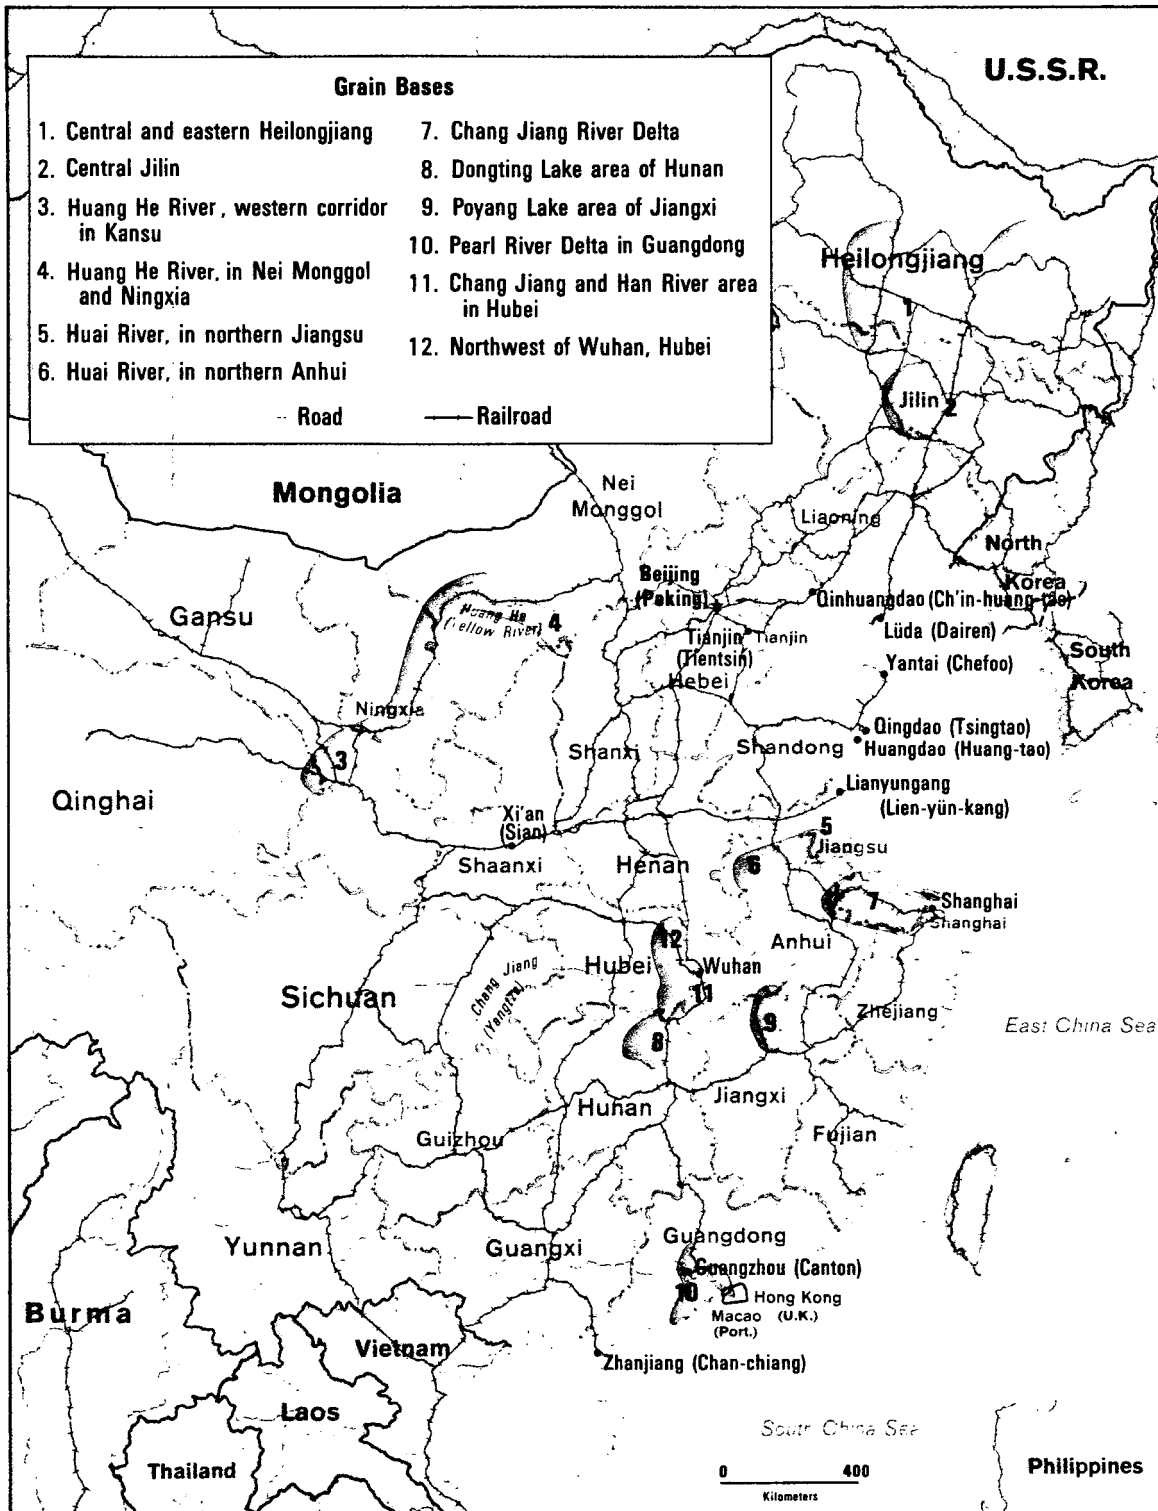 U.S.S.R.
Grain Bases
1. Central and eastern Heilongjiang
2. Central Jilin
3. Huang He River, western corridor
in Kansu
4. Huang He River, in Nei Monggol
and Ningxia
5. Huai River, in northern Jiangsu
6. Huai River, in northern Anhui
7. Chang Jiang River Delta
8. Dongting Lake area of Hunan
9. Poyang Lake area of Jiangxi
10. Pearl River Delta in Guangdong
11. Chang Jiang and Han River area
in Hubei
12. Northwest of Wuhan, Hubei
Road
Railroad
Heilongjiang
1
Jilin
2
Mongolia
Nei
Monggol
Liaoning
North
Korea
Beijing
(Peking)
Qinhuangdao (Ch'in-huang-tao)
Gansu
Huang He
(Yellow River)
4
Tianjin
(Tientsin)
Tianjin
Lüda (Dairen)
Hebei
Yantai (Chefoo)
South
Korea
Ningxia
Qingdao (Tsingtao)
Huangdao (Huang-tao)
Shanxi
Shandong
3
Qinghai
Lianyungang
(Lien-yün-kang)
Xi'an
(Sian)
5
Jiangsu
Shaanxi
Henan
6
7
Shanghai
Shanghai
Anhui
12
Hubei
Wuhan
Chang Jiang
(Yangtze)
Sichuan
11
Zhejiang
East China Sea
9
8
Hunan
Jiangxi
Guizhou
Fujian
Yunnan
Guangxi
Guangdong
Guangzhou (Canton)
10
Hong Kong
(U.K.)
Macao
(Port.)
Burma
Vietnam
Zhanjiang (Chan-chiang)
Laos
South China Sea
Thailand
Philippines
0 400
Kilometers